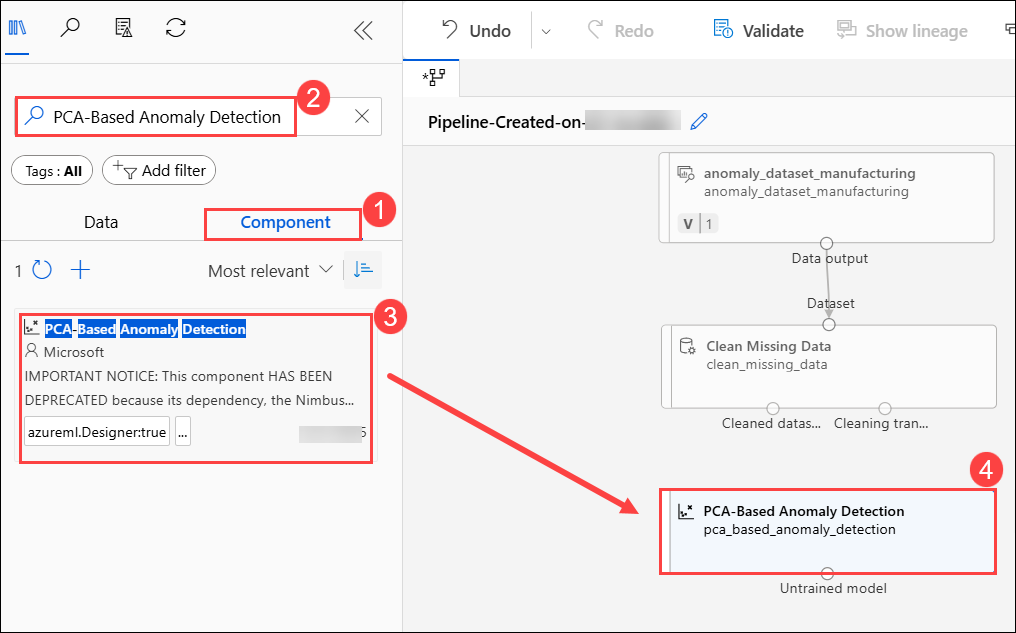 Undo
Redo
Validate
Show lineage
2
PCA-Based Anomaly Detection
Pipeline-Created-on-
Tags : All
Add filter
anomaly_dataset_manufacturing
anomaly_dataset_manufacturing
1
Data
Component
V 1
Data output
1
Most relevant
Dataset
3
PCA-Based Anomaly Detection
Microsoft
IMPORTANT NOTICE: This component HAS BEEN
DEPRECATED because its dependency, the Nimbus...
azureml.Designer:true
...
5
Clean Missing Data
clean_missing_data
Cleaned datas...
Cleaning tran...
4
PCA-Based Anomaly Detection
pca_based_anomaly_detection
Untrained model